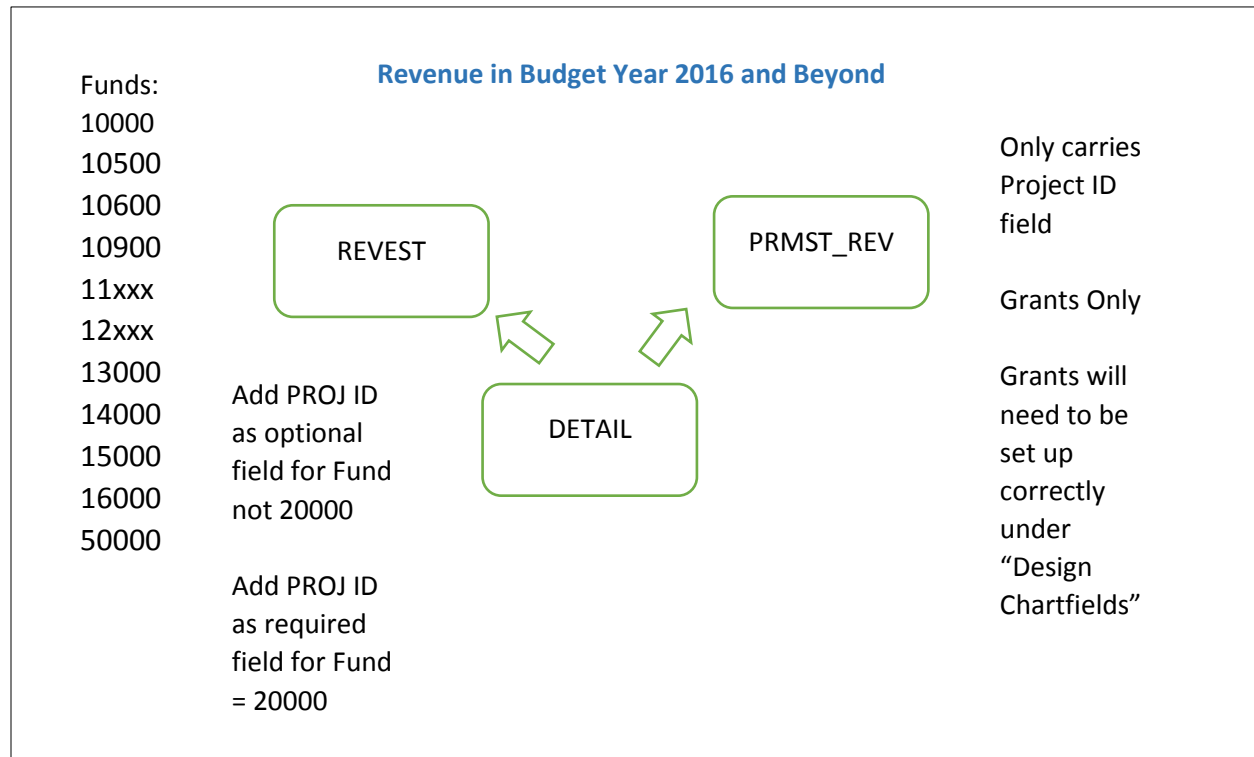 Revenue in Budget Year 2016 and Beyond
Funds:
10000
10500
10600
10900
11xxx
12xxx
13000
14000
15000
16000
50000
REVEST
PRMST_REV
DETAIL
Add PROJ ID
as optional
field for Fund
not 20000
Add PROJ ID
as required
field for Fund
= 20000
Only carries
Project ID
field
Grants Only
Grants will
need to be
set up
correctly
under
“Design
Chartfields”